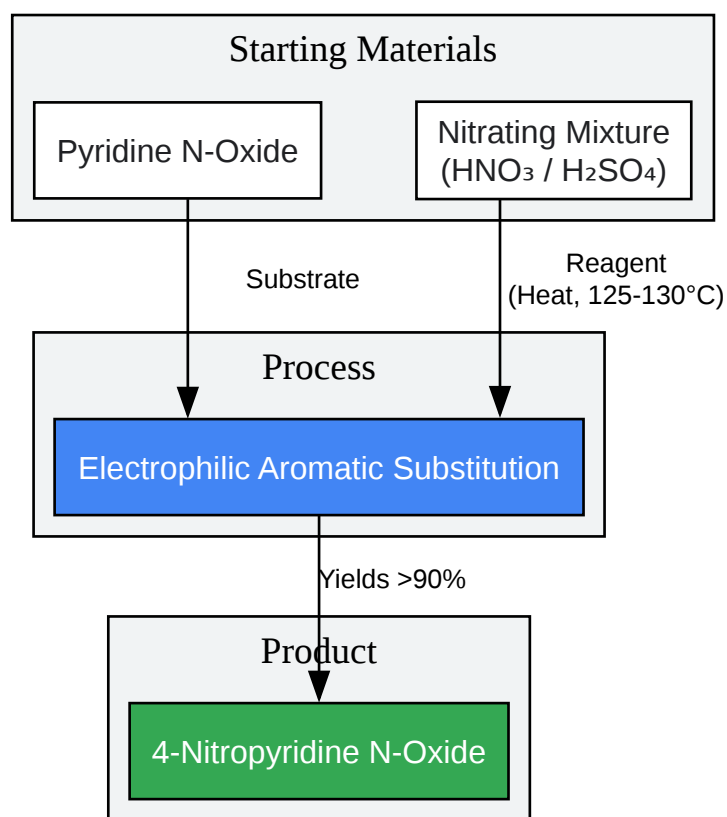 Starting Materials
Pyridine N-Oxide
Nitrating Mixture
(HNO₃ / H₂SO₄)
Substrate
Reagent
(Heat, 125-130°C)
Process
Electrophilic Aromatic Substitution
Yields >90%
Product
4-Nitropyridine N-Oxide